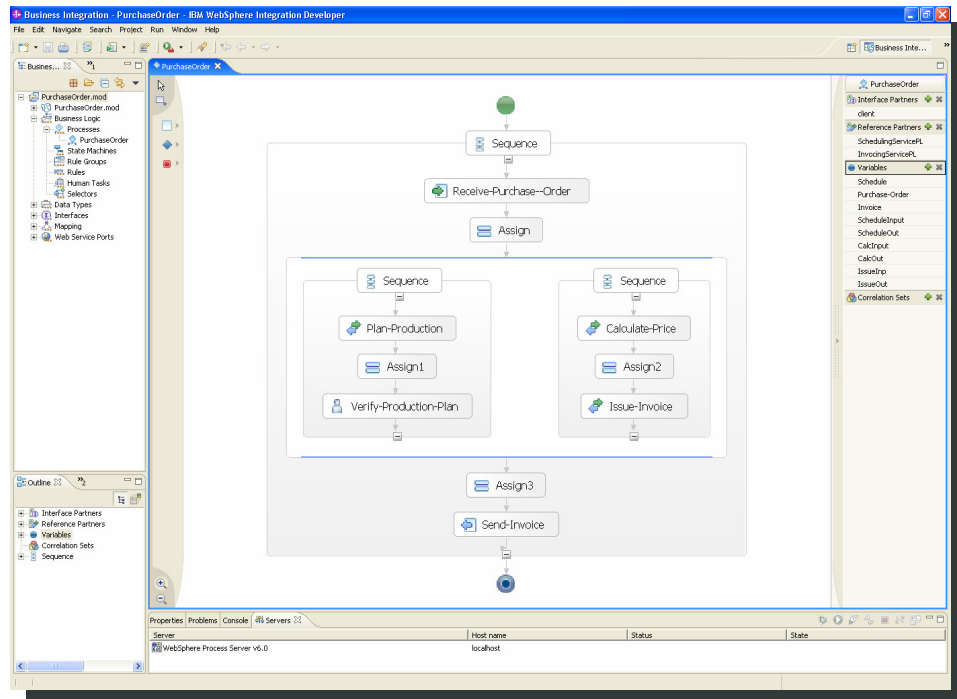 Business Integration - PurchaseOrder - IBM WebSphere Integration Developer
File Edit Navigate Search Project Run Window Help
Business Inte...
Busines...
1
PurchaseOrder.mod
PurchaseOrder.mod
Business Logic
Processes
PurchaseOrder
State Machines
Rule Groups
Rules
Human Tasks
Selectors
Data Types
Interfaces
Mapping
Web Service Ports
Outline
2
Interface Partners
Reference Partners
Variables
Correlation Sets
Sequence
PurchaseOrder
Sequence
Receive-Purchase--Order
Assign
Sequence
Plan-Production
Assign1
Verify-Production-Plan
Sequence
Calculate-Price
Assign2
Issue-Invoice
Assign3
Send-Invoice
PurchaseOrder
Interface Partners
client
Reference Partners
SchedulingServicePL
InvocingServicePL
Variables
Schedule
Purchase-Order
Invoice
ScheduleInput
ScheduleOut
CalcInput
CalcOut
IssueInp
IssueOut
Correlation Sets
Properties Problems Console Servers
Server Host name Status State
WebSphere Process Server v6.0 localhost